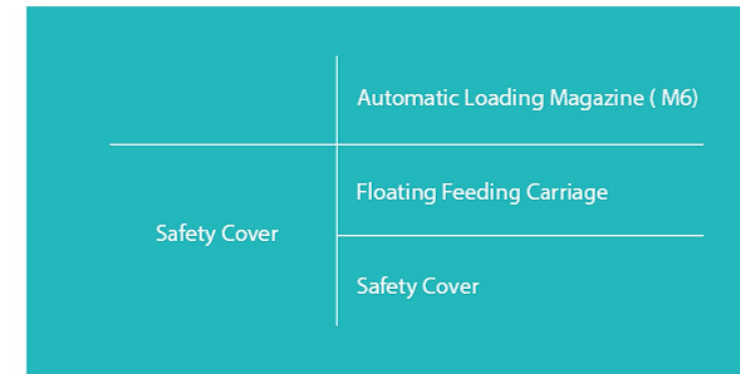 Automatic Loading Magazine ( M6)
Floating Feeding Carriage
Safety Cover
Safety Cover